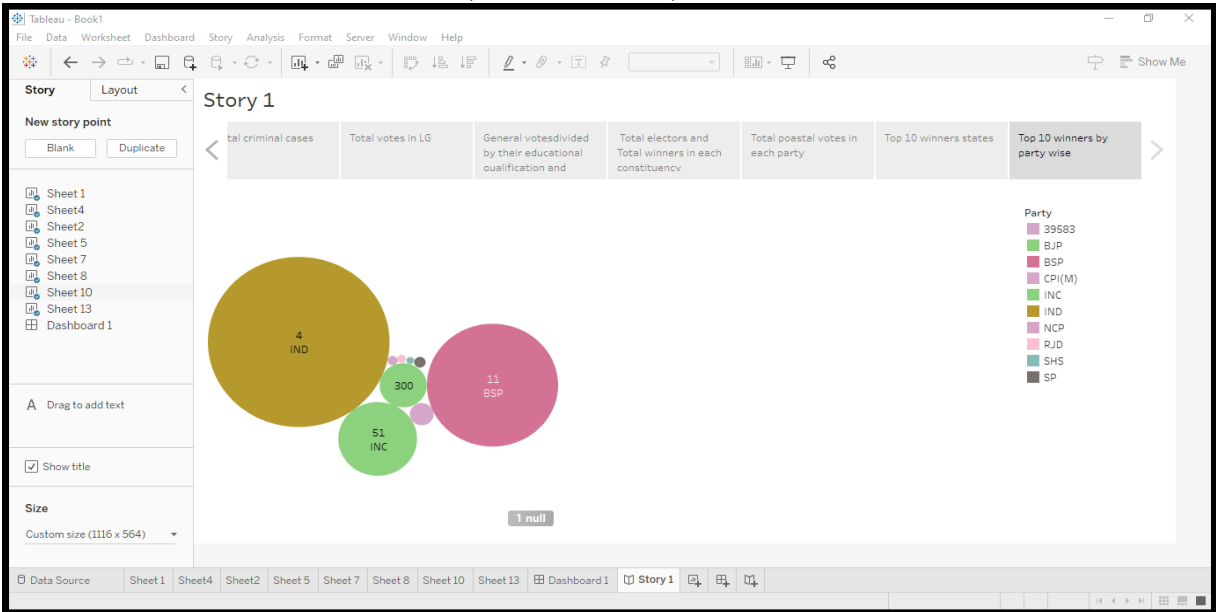 Tableau - Book1
File Data Worksheet Dashboard Story Analysis Format Server Window Help
Show Me
Story Layout
New story point
Blank Duplicate
Sheet 1
Sheet4
Sheet2
Sheet 5
Sheet 7
Sheet 8
Sheet 10
Sheet 13
Dashboard 1
A Drag to add text
Show title
Size
Custom size (1116 x 564)
Story 1
tal criminal cases
Total votes in LG
General votesdivided
by their educational
qualification and
Total electors and
Total winners in each
constituency
Total poastal votes in
each party
Top 10 winners states
Top 10 winners by
party wise
4
IND
300
11
BSP
51
INC
1 null
Party
39583
BJP
BSP
CPI(M)
INC
IND
NCP
RJD
SHS
SP
Data Source Sheet 1 Sheet4 Sheet2 Sheet 5 Sheet 7 Sheet 8 Sheet 10 Sheet 13 Dashboard 1 Story 1